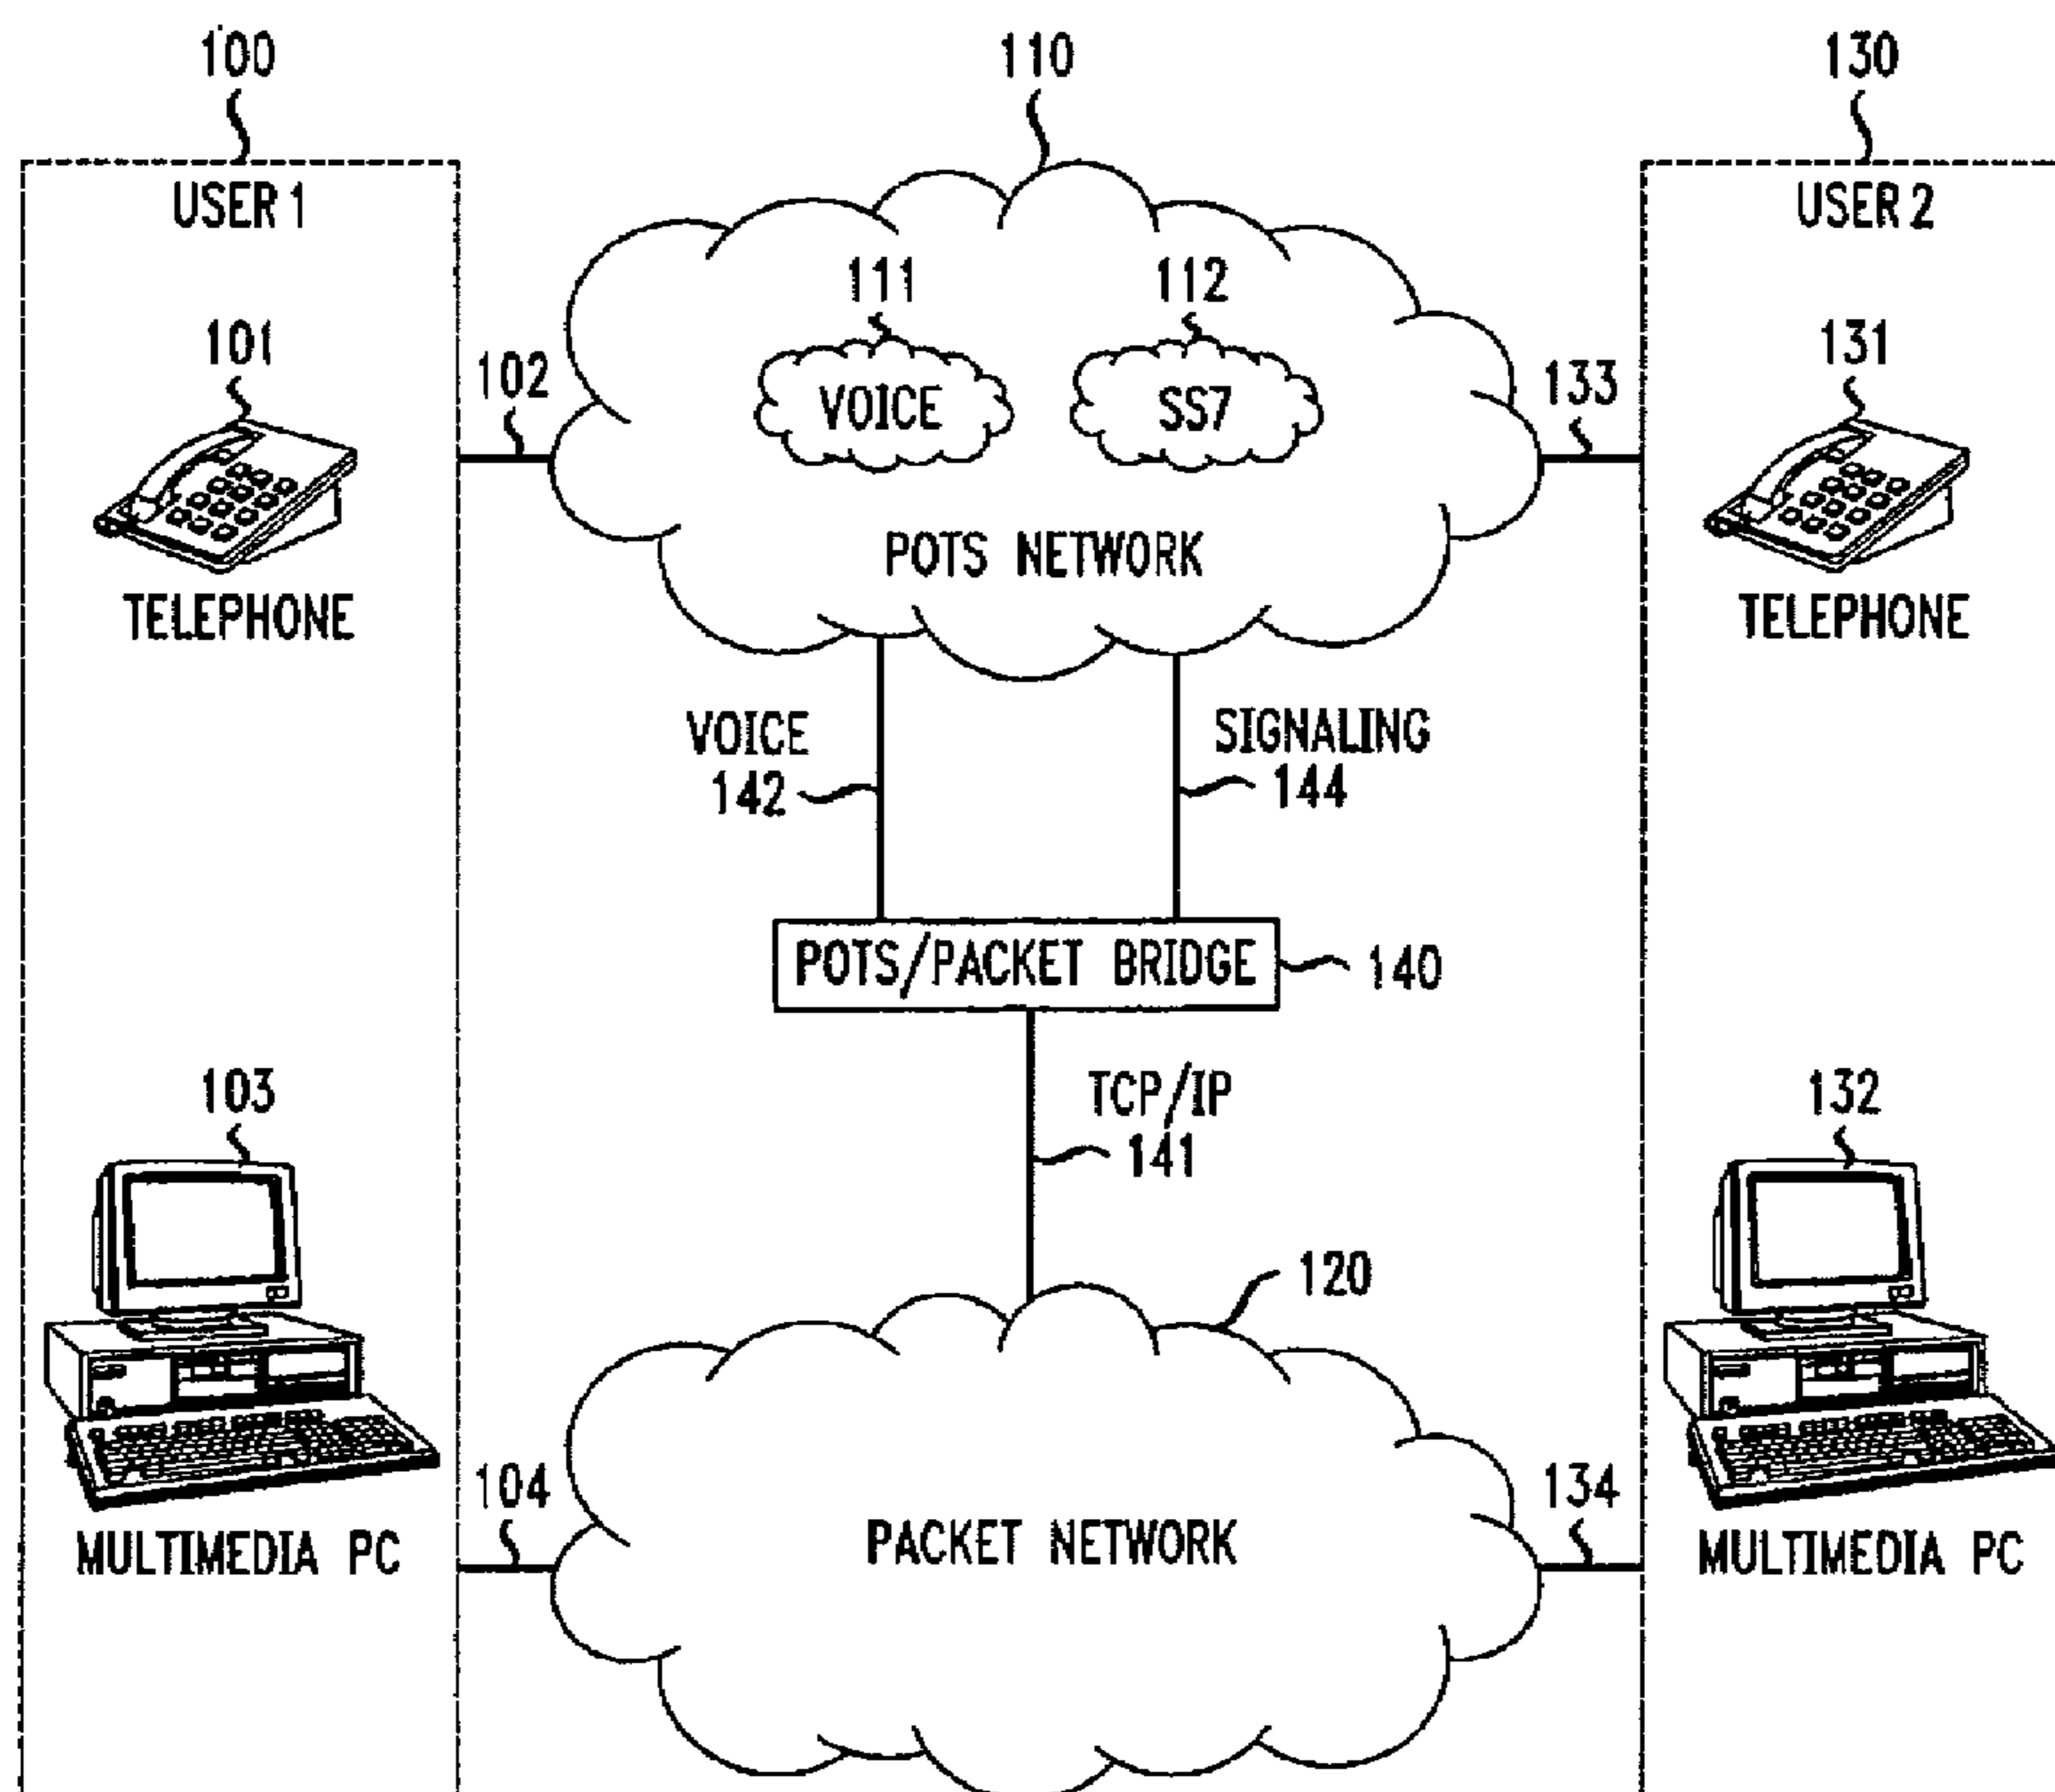 100
110
130
USER 1
USER 2
111
112
101
102
VOICE
SS7
133
131
POTS NETWORK
TELEPHONE
TELEPHONE
VOICE
142
SIGNALING
144
POTS/PACKET BRIDGE
140
103
TCP/IP
141
132
120
104
134
MULTIMEDIA PC
PACKET NETWORK
MULTIMEDIA PC